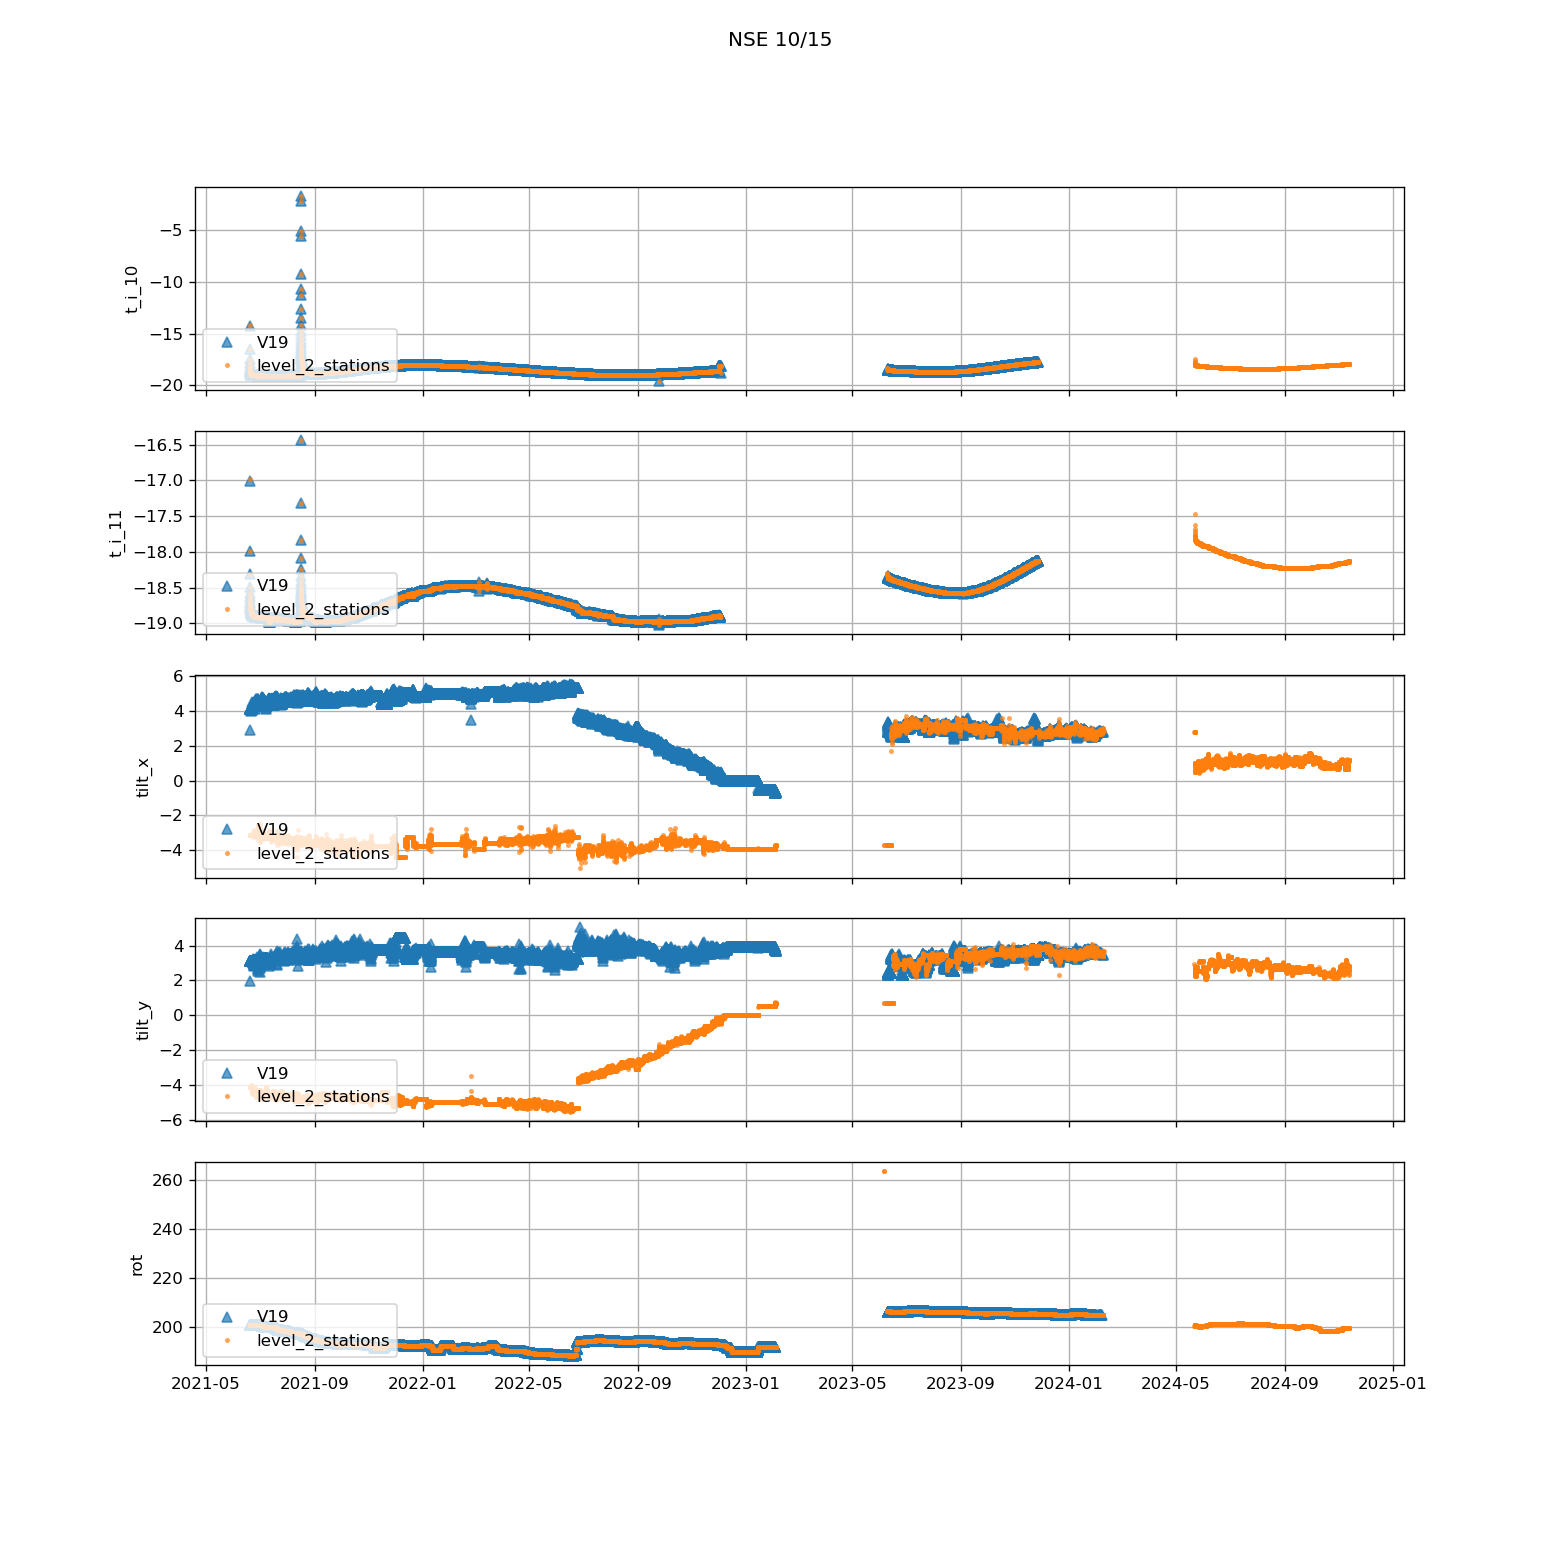 NSE 10/15
t_i_10
−5
−10
−15
−20
V19
level_2_stations
t_i_11
−16.5
−17.0
−17.5
−18.0
−18.5
−19.0
V19
level_2_stations
tilt_x
6
4
2
0
−2
−4
V19
level_2_stations
tilt_y
4
2
0
−2
−4
−6
V19
level_2_stations
rot
260
240
220
200
V19
level_2_stations
2021-05 2021-09 2022-01 2022-05 2022-09 2023-01 2023-05 2023-09 2024-01 2024-05 2024-09 2025-01